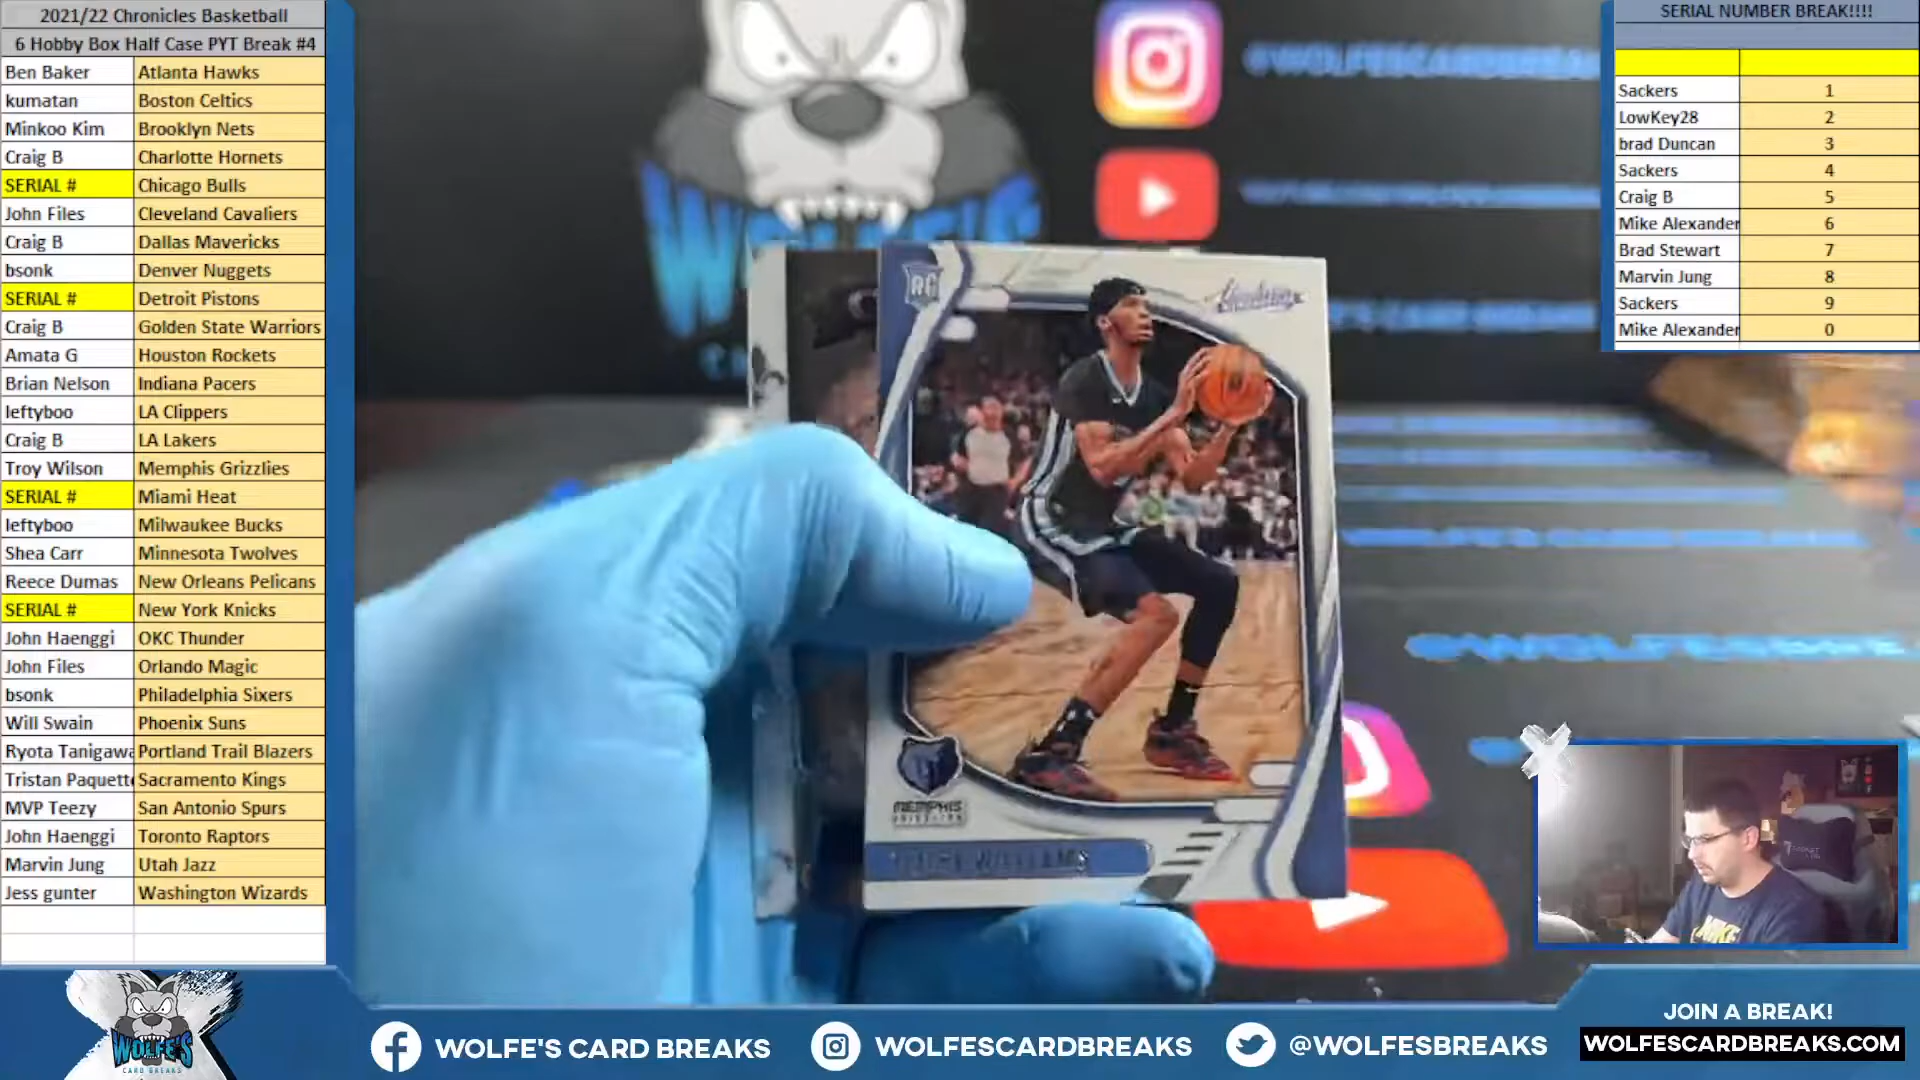 2021/22 Chronicles Basketball
6 Hobby Box Half Case PYT Break #4
Ben Baker Atlanta Hawks
kumatan Boston Celtics
Minkoo Kim Brooklyn Nets
Craig B Charlotte Hornets
SERIAL # Chicago Bulls
John Files Cleveland Cavaliers
Craig B Dallas Mavericks
bsonk Denver Nuggets
SERIAL # Detroit Pistons
Craig B Golden State Warriors
Amata G Houston Rockets
Brian Nelson Indiana Pacers
leftyboo LA Clippers
Craig B LA Lakers
Troy Wilson Memphis Grizzlies
SERIAL # Miami Heat
leftyboo Milwaukee Bucks
Shea Carr Minnesota Twolves
Reece Dumas New Orleans Pelicans
SERIAL # New York Knicks
John Haenggi OKC Thunder
John Files Orlando Magic
bsonk Philadelphia Sixers
Will Swain Phoenix Suns
Ryota Tanigawa Portland Trail Blazers
Tristan Paquette Sacramento Kings
MVP Teezy San Antonio Spurs
John Haenggi Toronto Raptors
Marvin Jung Utah Jazz
Jess gunter Washington Wizards
SERIAL NUMBER BREAK!!!!
Sackers 1
LowKey28 2
brad Duncan 3
Sackers 4
Craig B 5
Mike Alexander 6
Brad Stewart 7
Marvin Jung 8
Sackers 9
Mike Alexander 0
RC
MEMPHIS
WILLIAMS
WOLFE'S
CARD BREAKS
WOLFE'S CARD BREAKS
WOLFESCARDBREAKS
@WOLFESBREAKS
JOIN A BREAK!
WOLFESCARDBREAKS.COM